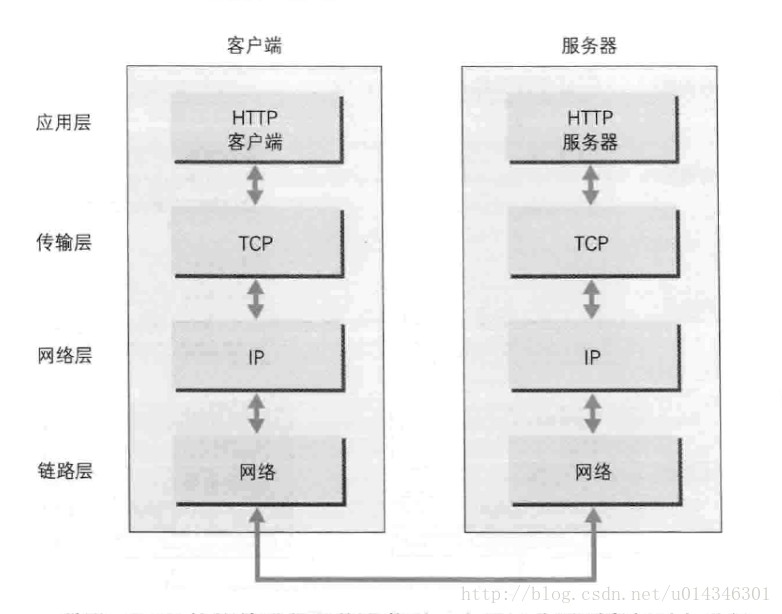 客户端
服务器
应用层
HTTP
客户端
HTTP
服务器
传输层
TCP
TCP
网络层
IP
IP
链路层
网络
网络
http://blog.csdn.net/u014346301